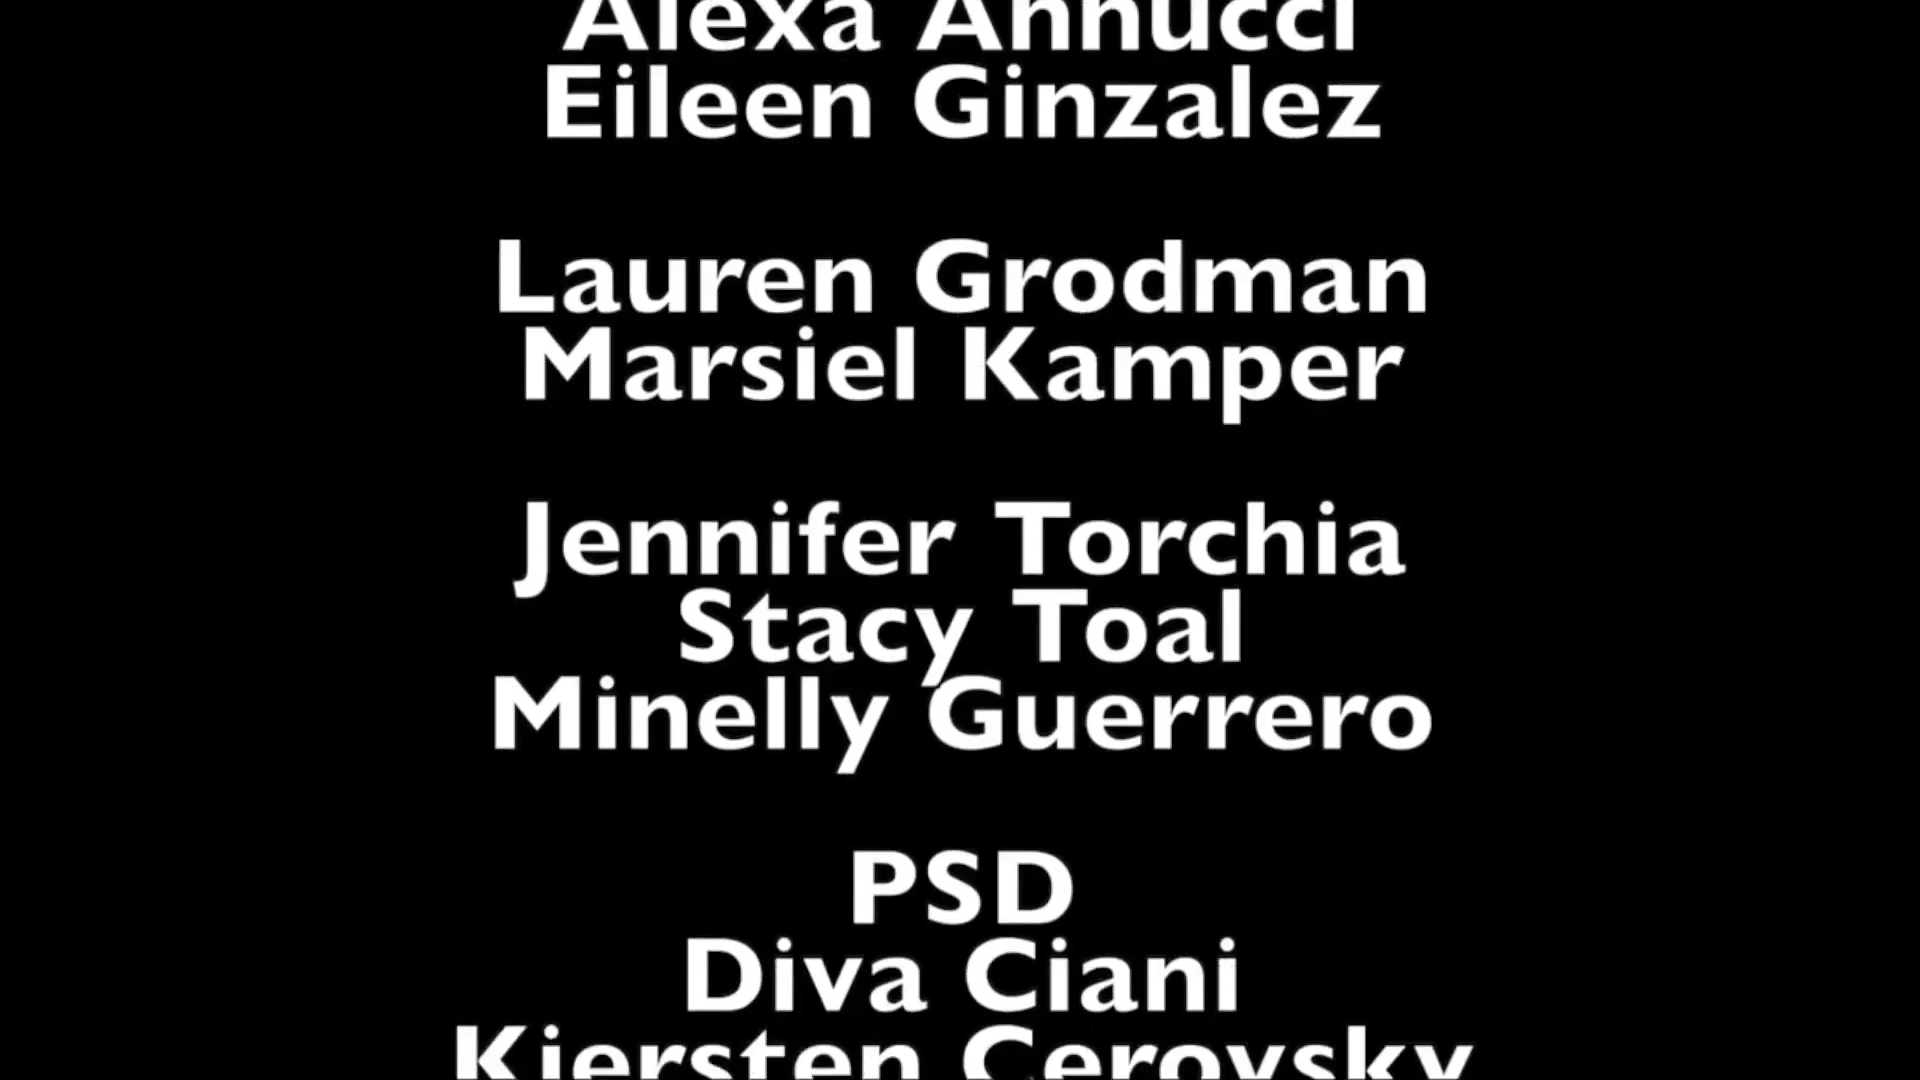 Alexa Annucci
Eileen Ginzalez
Lauren Grodman
Marsiel Kamper
Jennifer Torchia
Stacy Toal
Minelly Guerrero
PSD
Diva Ciani
Kiersten Cerovsky